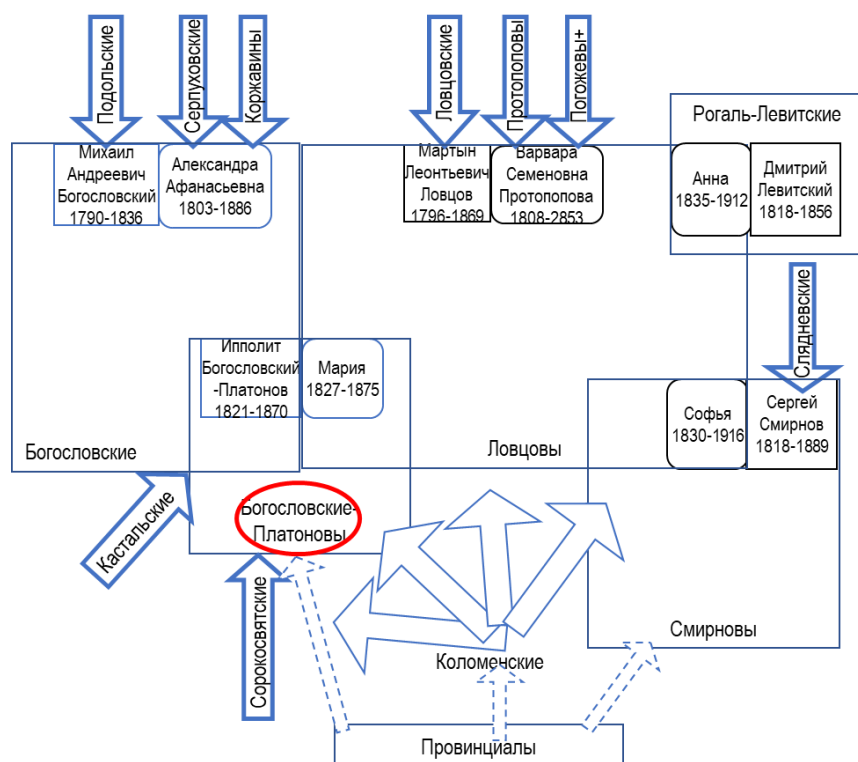 Подольские
Серпуховские
Коржавины
Ловцовские
Протопоповы
Погожевы+
Рогаль-Левитские
Михаил
Андреевич
Богословский
1790-1836
Александра
Афанасьевна
1803-1886
Мартын
Леонтьевич
Ловцов
1796-1869
Варвара
Семеновна
Протопопова
1808-2853
Анна
1835-1912
Дмитрий
Левитский
1818-1856
Слядневские
Ипполит
Богословский
-Платонов
1821-1870
Мария
1827-1875
Софья
1830-1916
Сергей
Смирнов
1818-1889
Богословские
Ловцовы
Кастальские
Богословские-
Платоновы
Сорокосвятские
Смирновы
Коломенские
Провинциалы